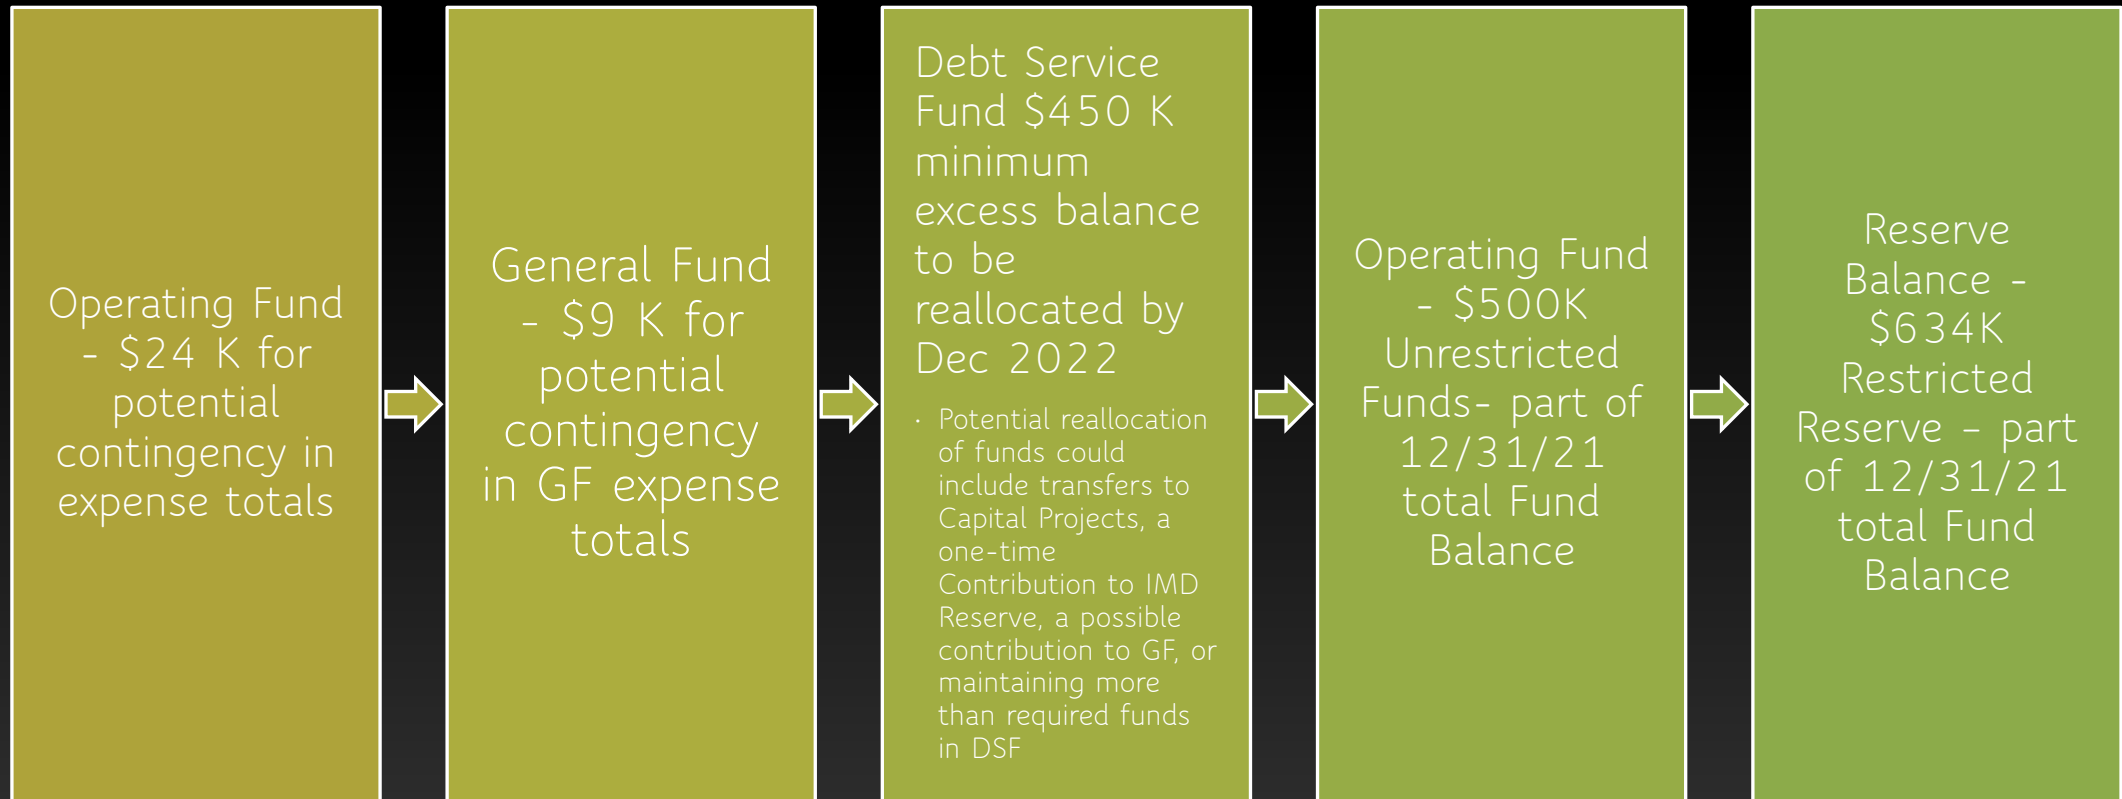 Operating Fund
- $24 K for
potential
contingency in
expense totals
General Fund
- $9 K for
potential
contingency
in GF expense
totals
Debt Service
Fund $450 K
minimum
excess balance
to be
reallocated by
Dec 2022
• Potential reallocation
of funds could
include transfers to
Capital Projects, a
one-time
Contribution to IMD
Reserve, a possible
contribution to GF, or
maintaining more
than required funds
in DSF
Operating Fund
- $500K
Unrestricted
Funds- part of
12/31/21
total Fund
Balance
Reserve
Balance -
$634K
Restricted
Reserve – part
of 12/31/21
total Fund
Balance